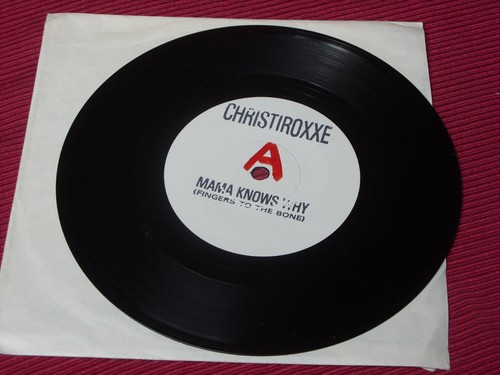 CHRISTIROXXE
A
MAMA KNOWS WHY
(FINGERS TO THE BONE)